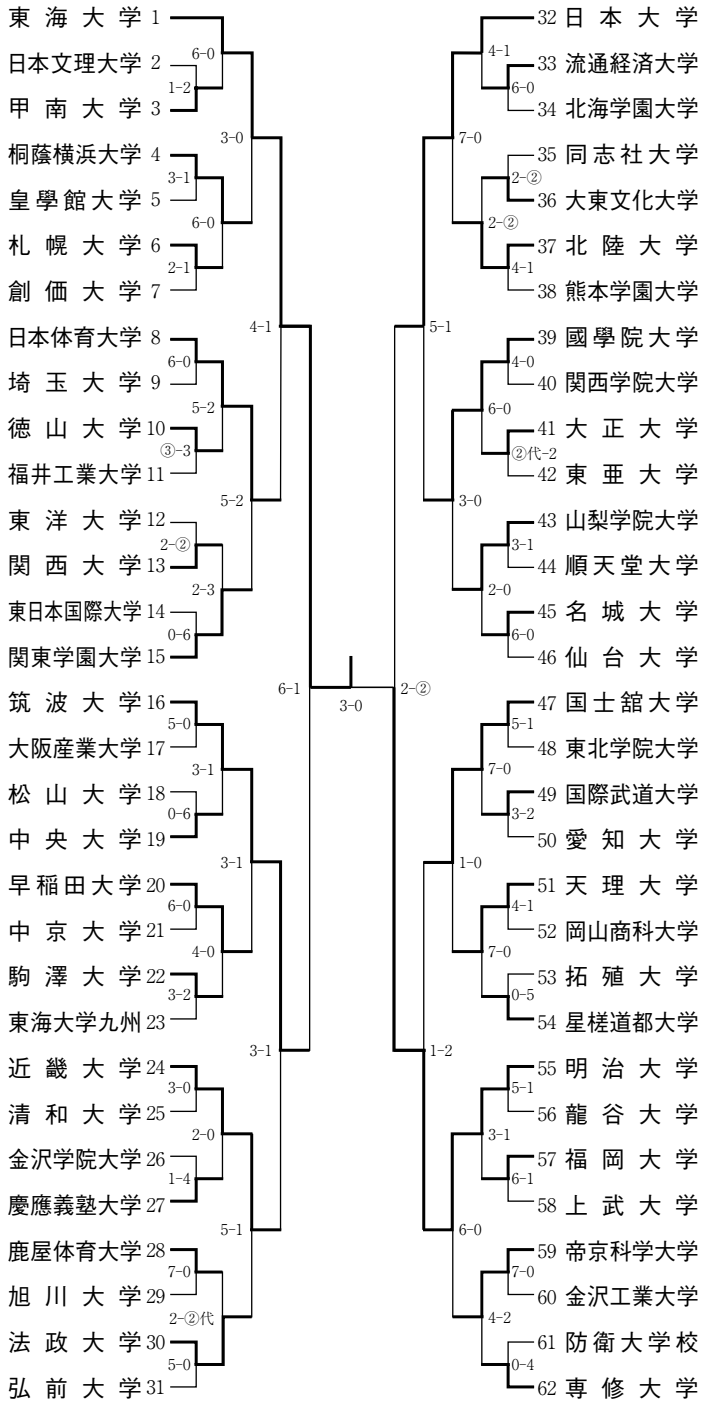 東海大学 1
日本文理大学 2
甲南大学 3
桐蔭横浜大学 4
皇學館大学 5
札幌大学 6
創価大学 7
日本体育大学 8
埼玉大学 9
徳山大学 10
福井工業大学 11
東洋大学 12
関西大学 13
東日本国際大学 14
関東学園大学 15
筑波大学 16
大阪産業大学 17
松山大学 18
中央大学 19
早稲田大学 20
中京大学 21
駒澤大学 22
東海大学九州 23
近畿大学 24
清和大学 25
金沢学院大学 26
慶應義塾大学 27
鹿屋体育大学 28
旭川大学 29
法政大学 30
弘前大学 31
1-2
3-1
2-1
6-0
③-3
2-②
0-6
5-0
0-6
6-0
3-2
3-0
1-4
7-0
5-0
6-0
6-0
5-2
2-3
3-1
4-0
2-0
2-②代
3-0
5-2
3-1
5-1
4-1
3-1
6-1
3-0
2-②
5-1
1-2
7-0
3-0
1-0
6-0
4-1
2-②
6-0
2-0
7-0
7-0
3-1
4-2
6-0
2-②
4-1
4-0
②代-2
3-1
6-0
5-1
3-2
4-1
0-5
5-1
6-1
7-0
0-4
32 日本大学
33 流通経済大学
34 北海学園大学
35 同志社大学
36 大東文化大学
37 北陸大学
38 熊本学園大学
39 國學院大学
40 関西学院大学
41 大正大学
42 東亜大学
43 山梨学院大学
44 順天堂大学
45 名城大学
46 仙台大学
47 国士舘大学
48 東北学院大学
49 国際武道大学
50 愛知大学
51 天理大学
52 岡山商科大学
53 拓殖大学
54 星槎道都大学
55 明治大学
56 龍谷大学
57 福岡大学
58 上武大学
59 帝京科学大学
60 金沢工業大学
61 防衛大学校
62 専修大学